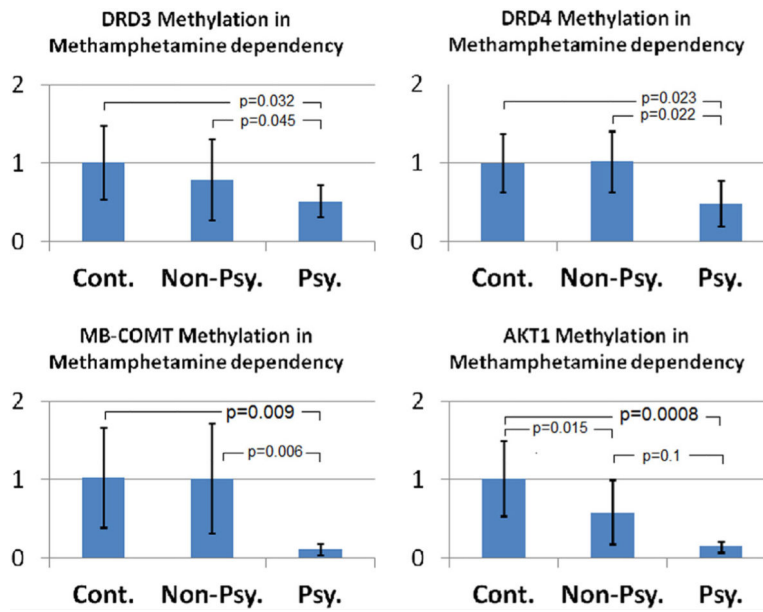 DRD3 Methylation in
Methamphetamine dependency
2
p=0.032
p=0.045
1
0
Cont. Non-Psy. Psy.
DRD4 Methylation in
Methamphetamine dependency
2
p=0.023
p=0.022
1
0
Cont. Non-Psy. Psy.
MB-COMT Methylation in
Methamphetamine dependency
2
p=0.009
p=0.006
1
0
Cont. Non-Psy. Psy.
AKT1 Methylation in
Methamphetamine dependency
2
p=0.0008
p=0.015
p=0.1
1
0
Cont. Non-Psy. Psy.